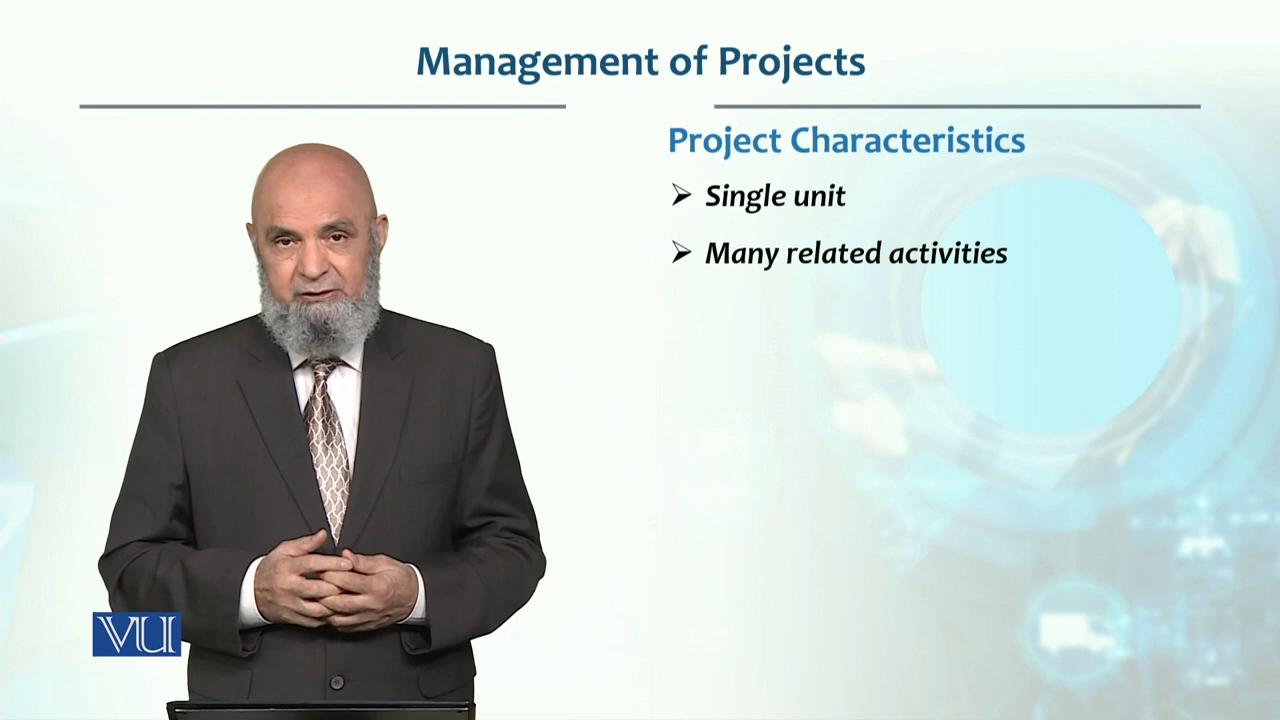 Management of Projects
Project Characteristics
➢ Single unit
➢ Many related activities
VU